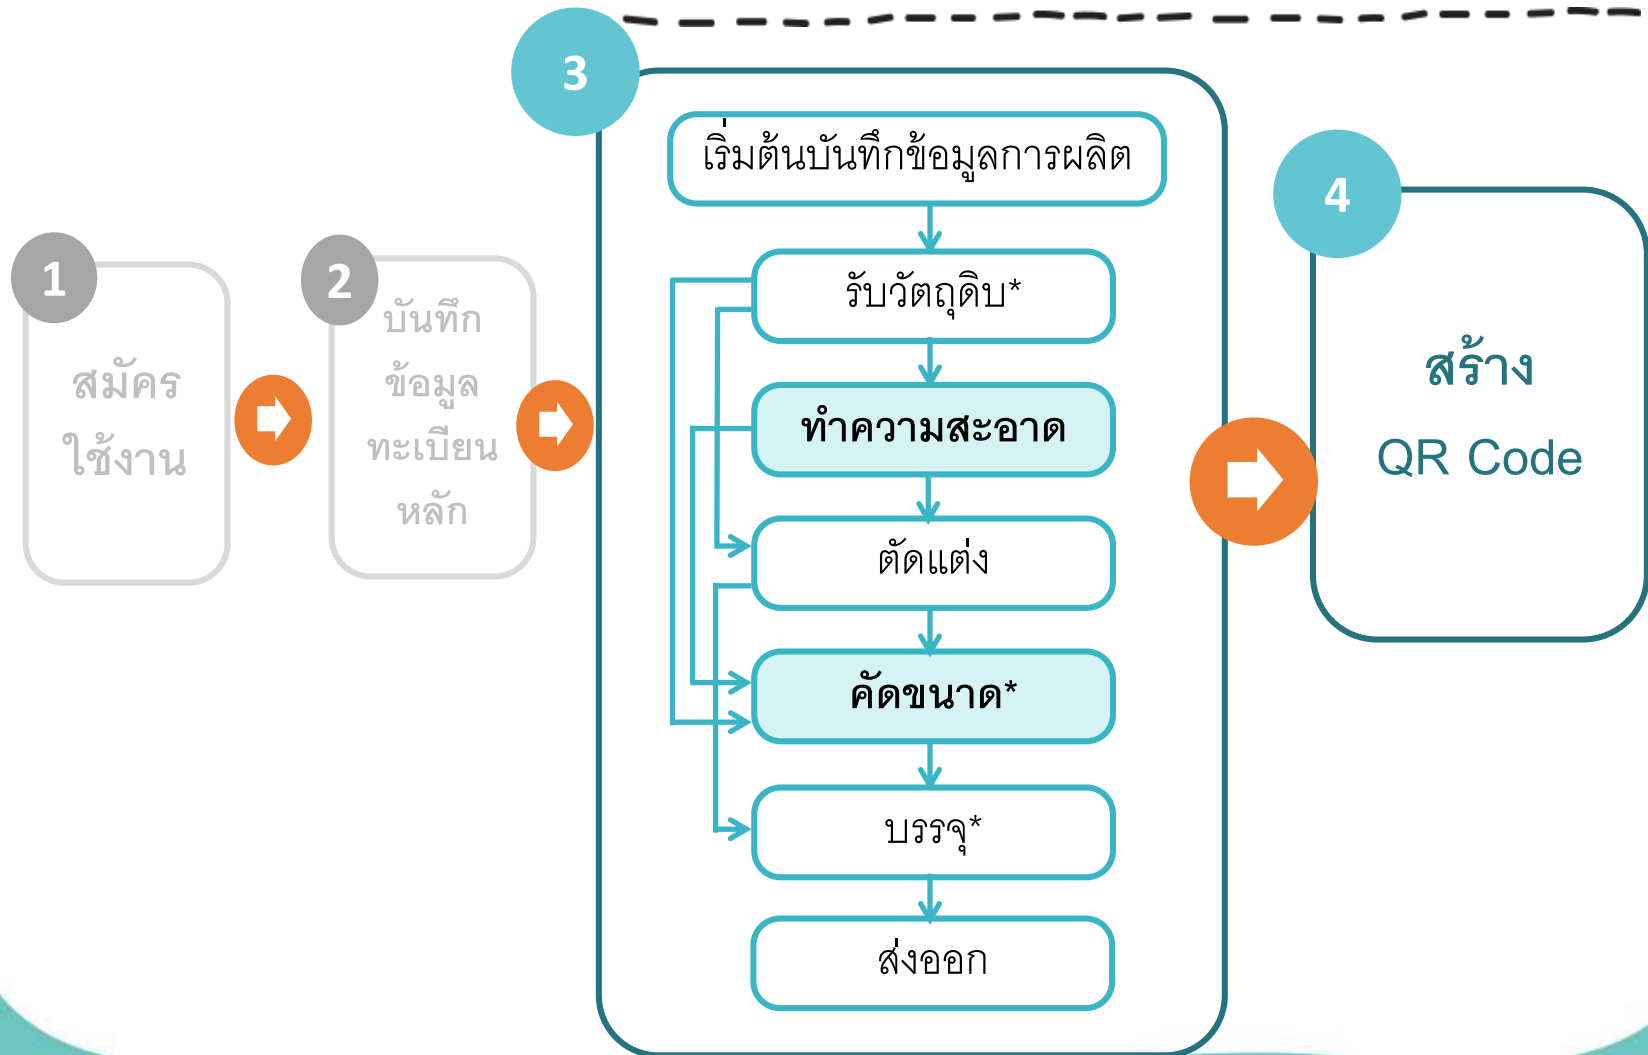 1
สมัคร
ใช้งาน
2
บันทึก
ข้อมูล
ทะเบียน
หลัก
3
เริ่มต้นบันทึกข้อมูลการผลิต
รับวัตถุดิบ*
ทำความสะอาด
ตัดแต่ง
คัดขนาด*
บรรจุ*
ส่งออก
4
สร้าง
QR Code